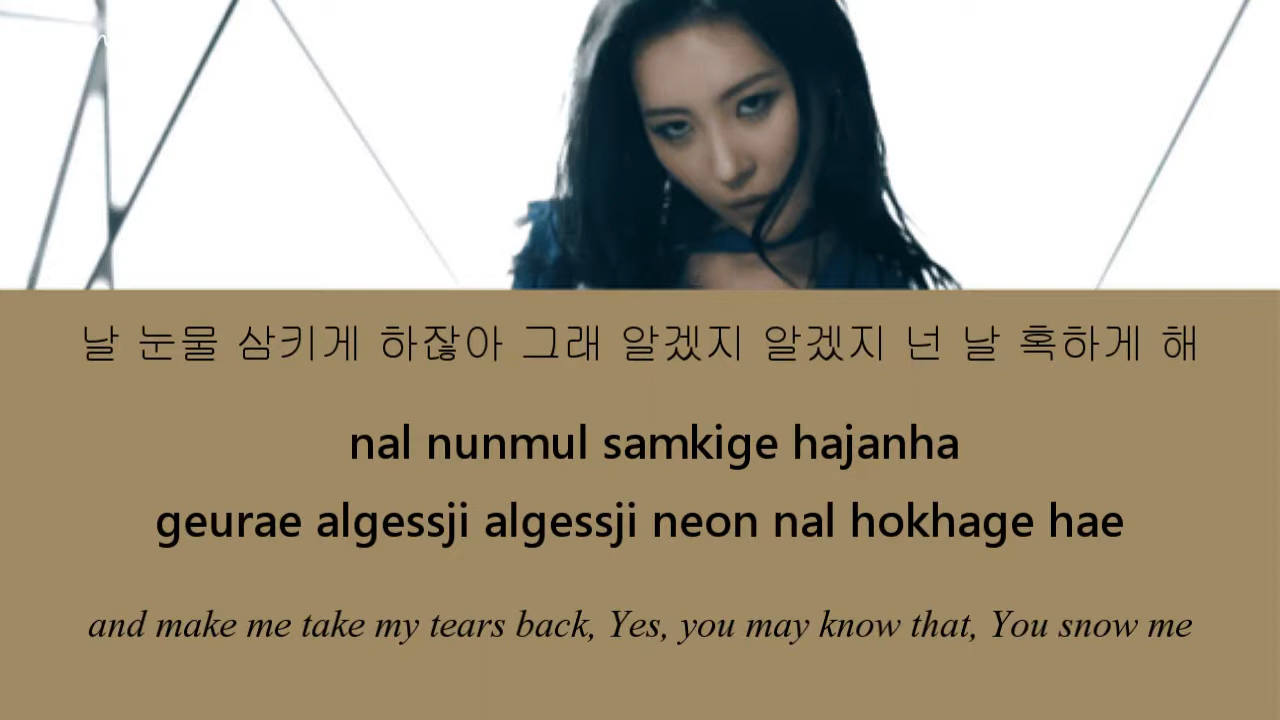 날 눈물 삼키게 하잖아 그래 알겠지 알겠지 넌 날 혹하게 해
nal nunmul samkige hajanha
geurae algessji algessji neon nal hokhage hae
and make me take my tears back, Yes, you may know that, You snow me